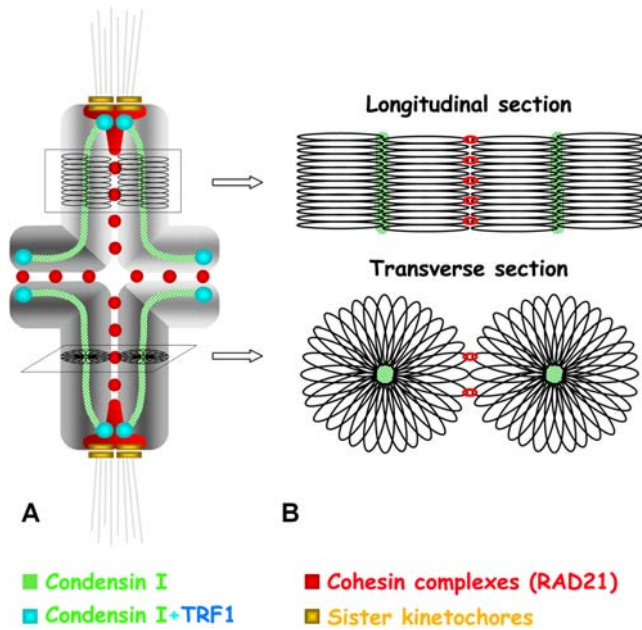 Longitudinal section
Transverse section
A
B
Condensin I
Condensin I+TRF1
Cohesin complexes (RAD21)
Sister kinetochores